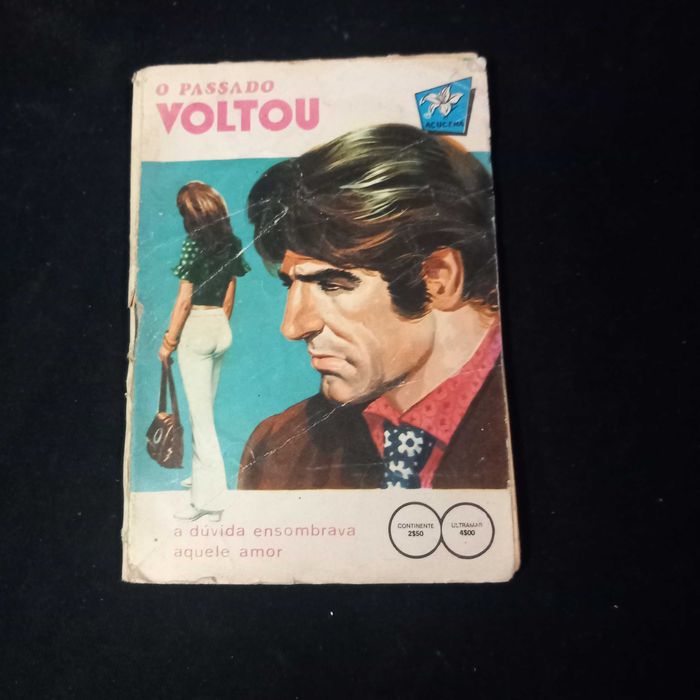 O PASSADO
VOLTOU
AÇUCENA
a dúvida ensombrava
aquele amor
CONTINENTE
2$50
ULTRAMAR
4$00